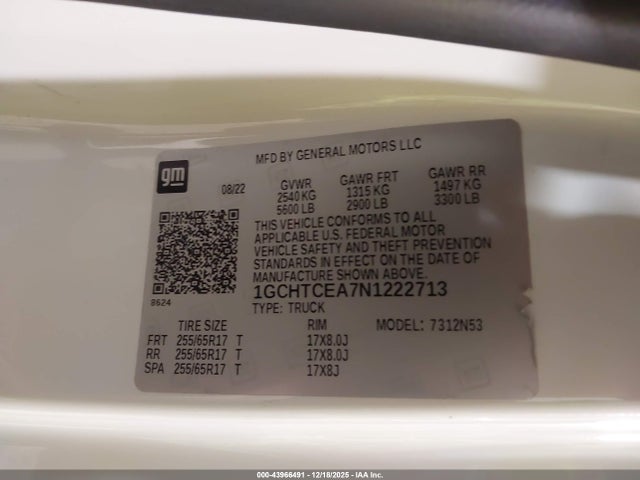 gm
MFD BY GENERAL MOTORS LLC
08/22
GVWR GAWR FRT GAWR RR
2540 KG 1315 KG 1497 KG
5600 LB 2900 LB 3300 LB
THIS VEHICLE CONFORMS TO ALL
APPLICABLE U.S. FEDERAL MOTOR
VEHICLE SAFETY AND THEFT PREVENTION
STANDARDS IN EFFECT ON THE DATE OF
MANUFACTURE SHOWN ABOVE.
8624
1GCHTCEA7N1222713
TYPE: TRUCK
TIRE SIZE RIM MODEL: 7312N53
FRT 255/65R17 T 17X8.0J
RR 255/65R17 T 17X8.0J
SPA 255/65R17 T 17X8J
000-43966491 - 12/18/2025 - IAA Inc.